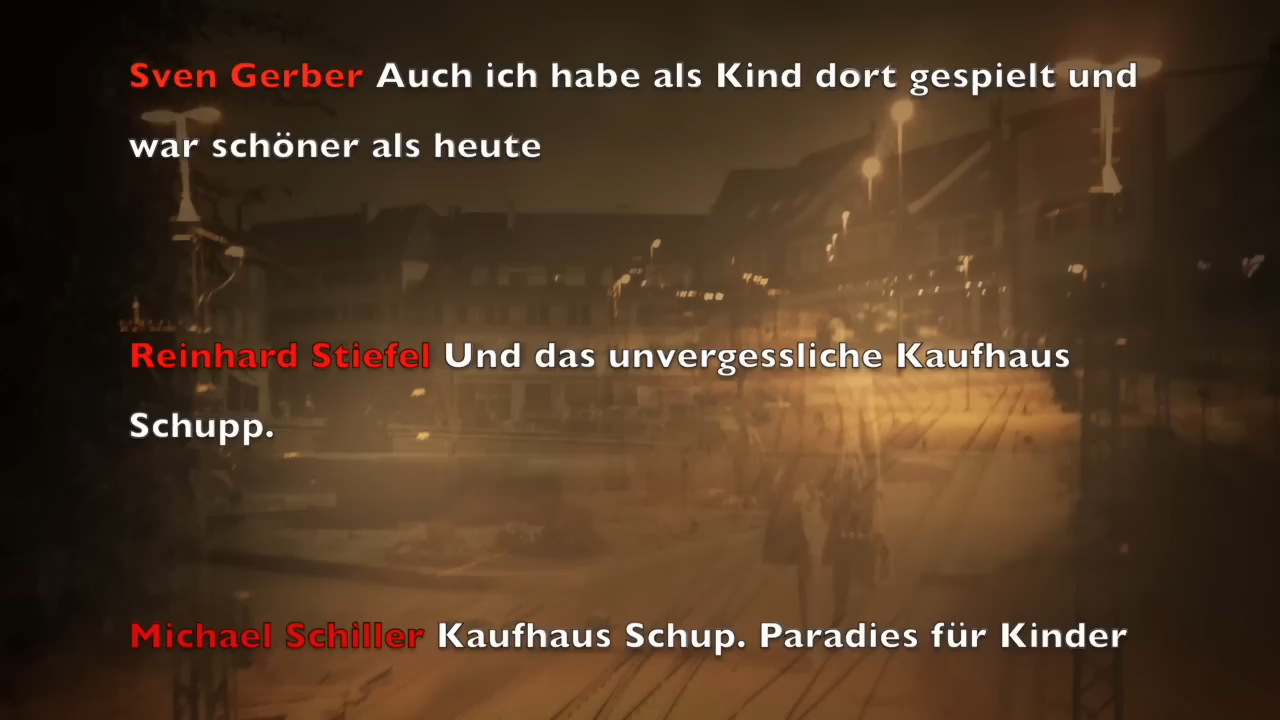 Sven Gerber Auch ich habe als Kind dort gespielt und
war schöner als heute
Reinhard Stiefel Und das unvergessliche Kaufhaus
Schupp.
Michael Schiller Kaufhaus Schup. Paradies für Kinder